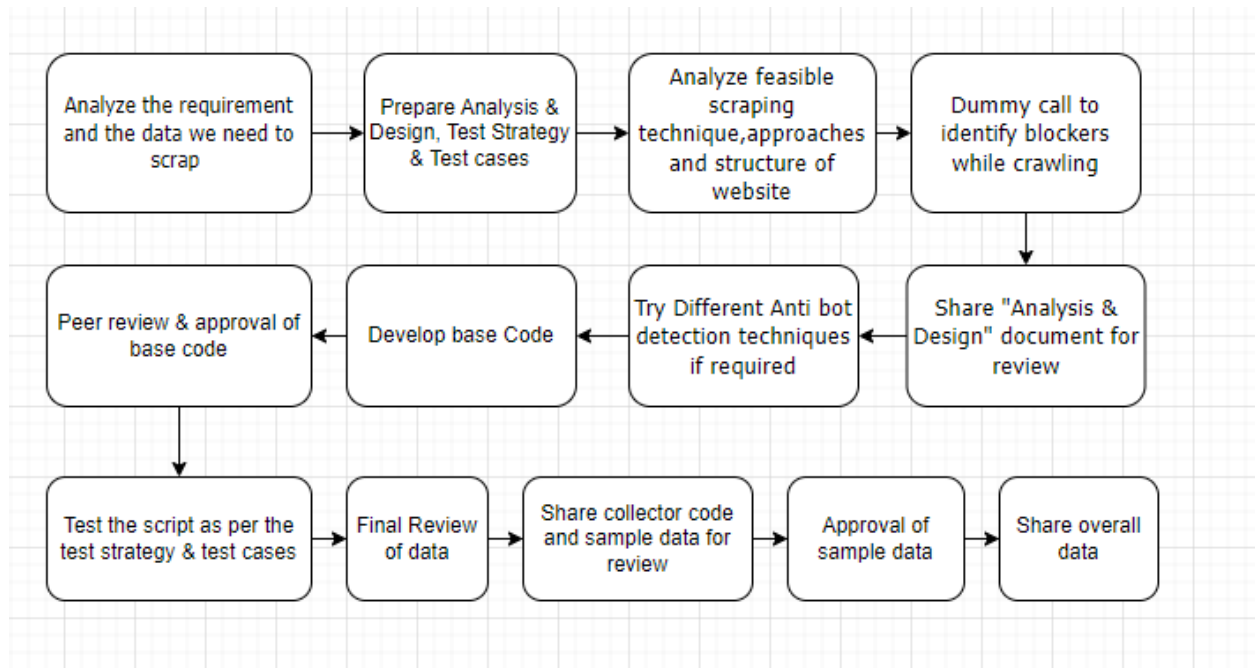 Analyze the requirement
and the data we need to
scrap
Prepare Analysis &
Design, Test Strategy
& Test cases
Analyze feasible
scraping
technique,approaches
and structure of
website
Dummy call to
identify blockers
while crawling
Share "Analysis &
Design" document for
review
Try Different Anti bot
detection techniques
if required
Develop base Code
Peer review & approval of
base code
Test the script as per the
test strategy & test cases
Final Review
of data
Share collector code
and sample data for
review
Approval of
sample data
Share overall
data